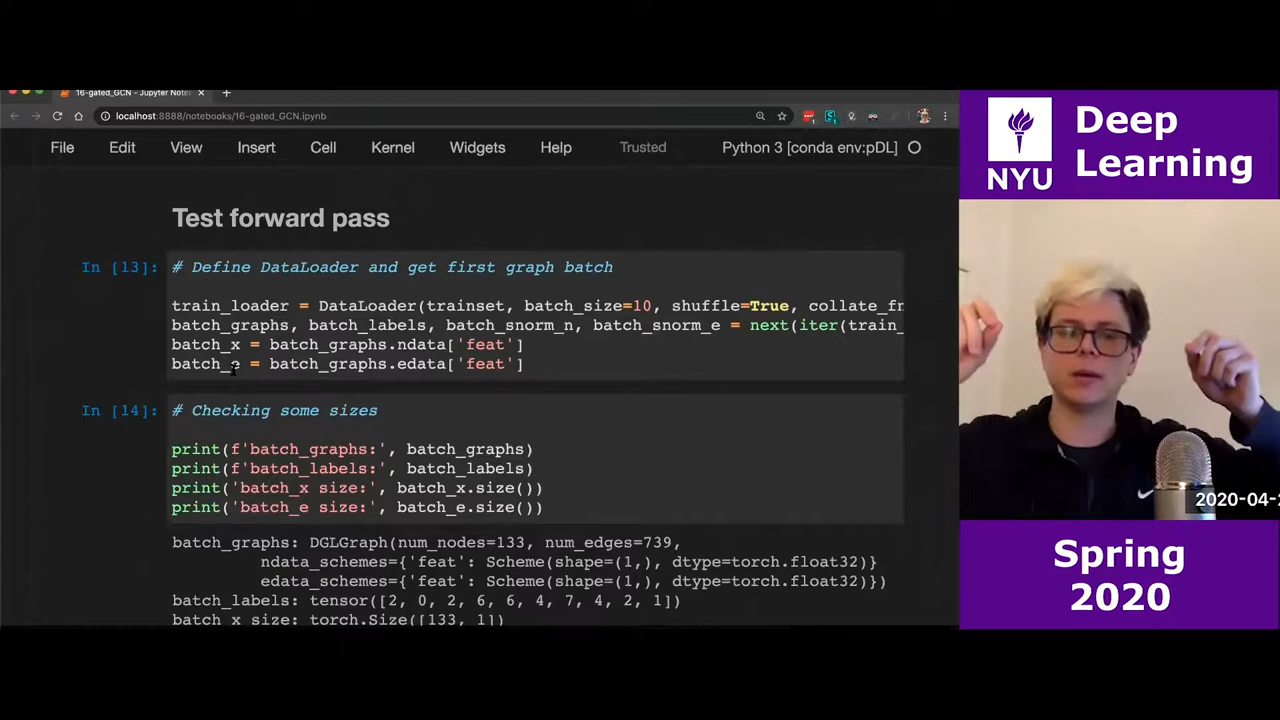 16-gated_GCN - Jupyter Note
localhost:8888/notebooks/16-gated_GCN.ipynb
File Edit View Insert Cell Kernel Widgets Help Trusted Python 3 [conda env:pDL]
Test forward pass
In [13]: # Define DataLoader and get first graph batch
train_loader = DataLoader(trainset, batch_size=10, shuffle=True, collate_fn
batch_graphs, batch_labels, batch_snorm_n, batch_snorm_e = next(iter(train_
batch_x = batch_graphs.ndata['feat']
batch_e = batch_graphs.edata['feat']
In [14]: # Checking some sizes
print(f'batch_graphs:', batch_graphs)
print(f'batch_labels:', batch_labels)
print('batch_x size:', batch_x.size())
print('batch_e size:', batch_e.size())
batch_graphs: DGLGraph(num_nodes=133, num_edges=739,
ndata_schemes={'feat': Scheme(shape=(1,), dtype=torch.float32)}
edata_schemes={'feat': Scheme(shape=(1,), dtype=torch.float32)})
batch_labels: tensor([2, 0, 2, 6, 6, 4, 7, 4, 2, 1])
batch_x size: torch.Size([133, 1])
NYU
Deep
Learning
2020-04-2
Spring
2020